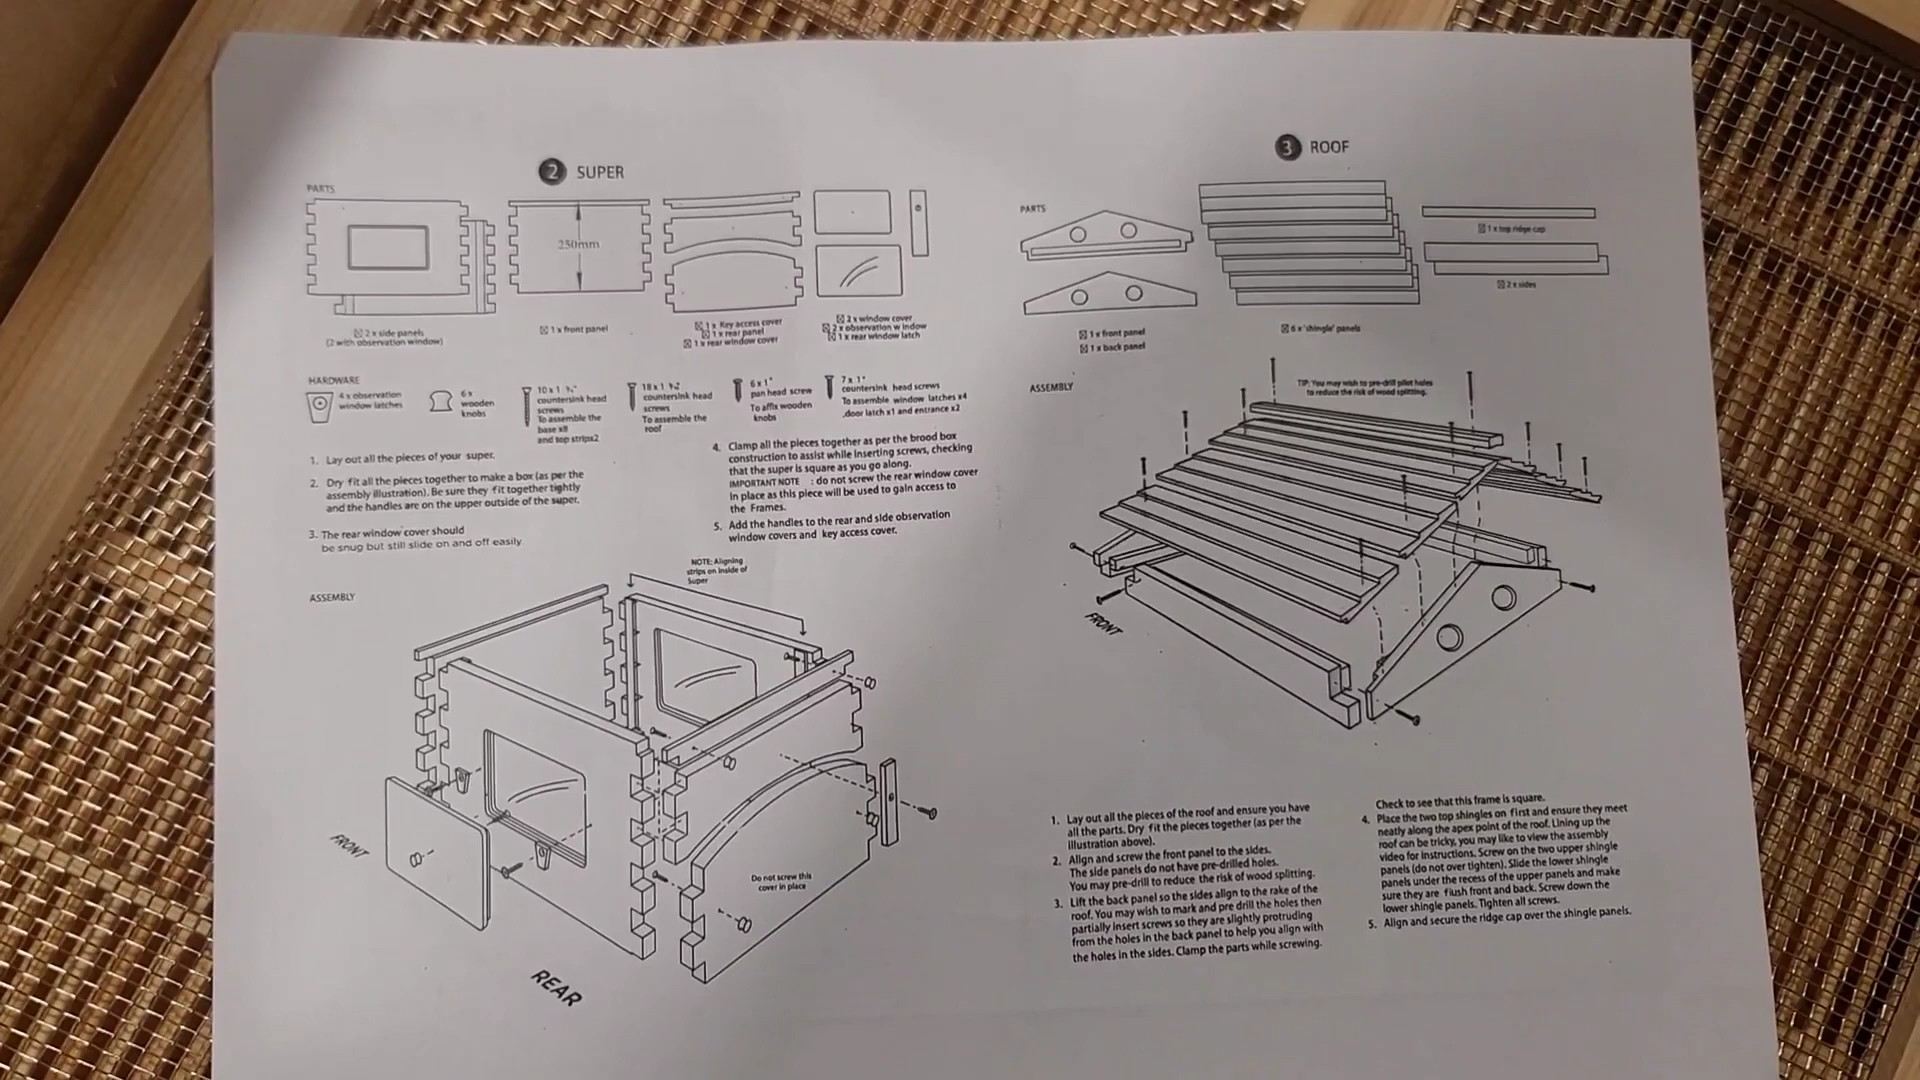 2 SUPER
PARTS
250mm
2 x side panels
(2 with observation window)
1 x front panel
1 x Key access cover
1 x rear panel
1 x rear window cover
2 x window cover
2 x observation window
1 x rear window latch
HARDWARE
4 x observation
window latches
6 x
wooden
knobs
10 x 1
countersink head
screws
To assemble the
base x8
and top strips2
18 x 1
countersink head
screws
To assemble the
roof
6 x 1"
pan head screw
To affix wooden
knobs
7 x 1"
countersink head screws
To assemble window latches x4
,door latch x1 and entrance x2
1. Lay out all the pieces of your super.
2. Dry fit all the pieces together to make a box (as per the
assembly illustration). Be sure they fit together tightly
and the handles are on the upper outside of the super.
3. The rear window cover should
be snug but still slide on and off easily
4. Clamp all the pieces together as per the brood box
construction to assist while inserting screws, checking
that the super is square as you go along.
IMPORTANT NOTE : do not screw the rear window cover
in place as this piece will be used to gain access to
the Frames.
5. Add the handles to the rear and side observation
window covers and key access cover.
ASSEMBLY
NOTE: Aligning
strips on inside of
Super
FRONT
Do not screw this
cover in place
REAR
3 ROOF
PARTS
1 x front panel
1 x back panel
6 x 'shingle' panels
1 x top ridge cap
2 x sides
ASSEMBLY
TIP: You may wish to pre-drill pilot holes
to reduce the risk of wood splitting.
FRONT
1. Lay out all the pieces of the roof and ensure you have
all the parts. Dry fit the pieces together (as per the
illustration above).
2. Align and screw the front panel to the sides.
The side panels do not have pre-drilled holes.
You may pre-drill to reduce the risk of wood splitting.
3. Lift the back panel so the sides align to the rake of the
roof. You may wish to mark and pre drill the holes then
partially insert screws so they are slightly protruding
from the holes in the back panel to help you align with
the holes in the sides. Clamp the parts while screwing.
Check to see that this frame is square.
4. Place the two top shingles on first and ensure they meet
neatly along the apex point of the roof. Lining up the
roof can be tricky, you may like to view the assembly
video for instructions. Screw on the two upper shingle
panels (do not over tighten). Slide the lower shingle
panels under the recess of the upper panels and make
sure they are flush front and back. Screw down the
lower shingle panels. Tighten all screws.
5. Align and secure the ridge cap over the shingle panels.